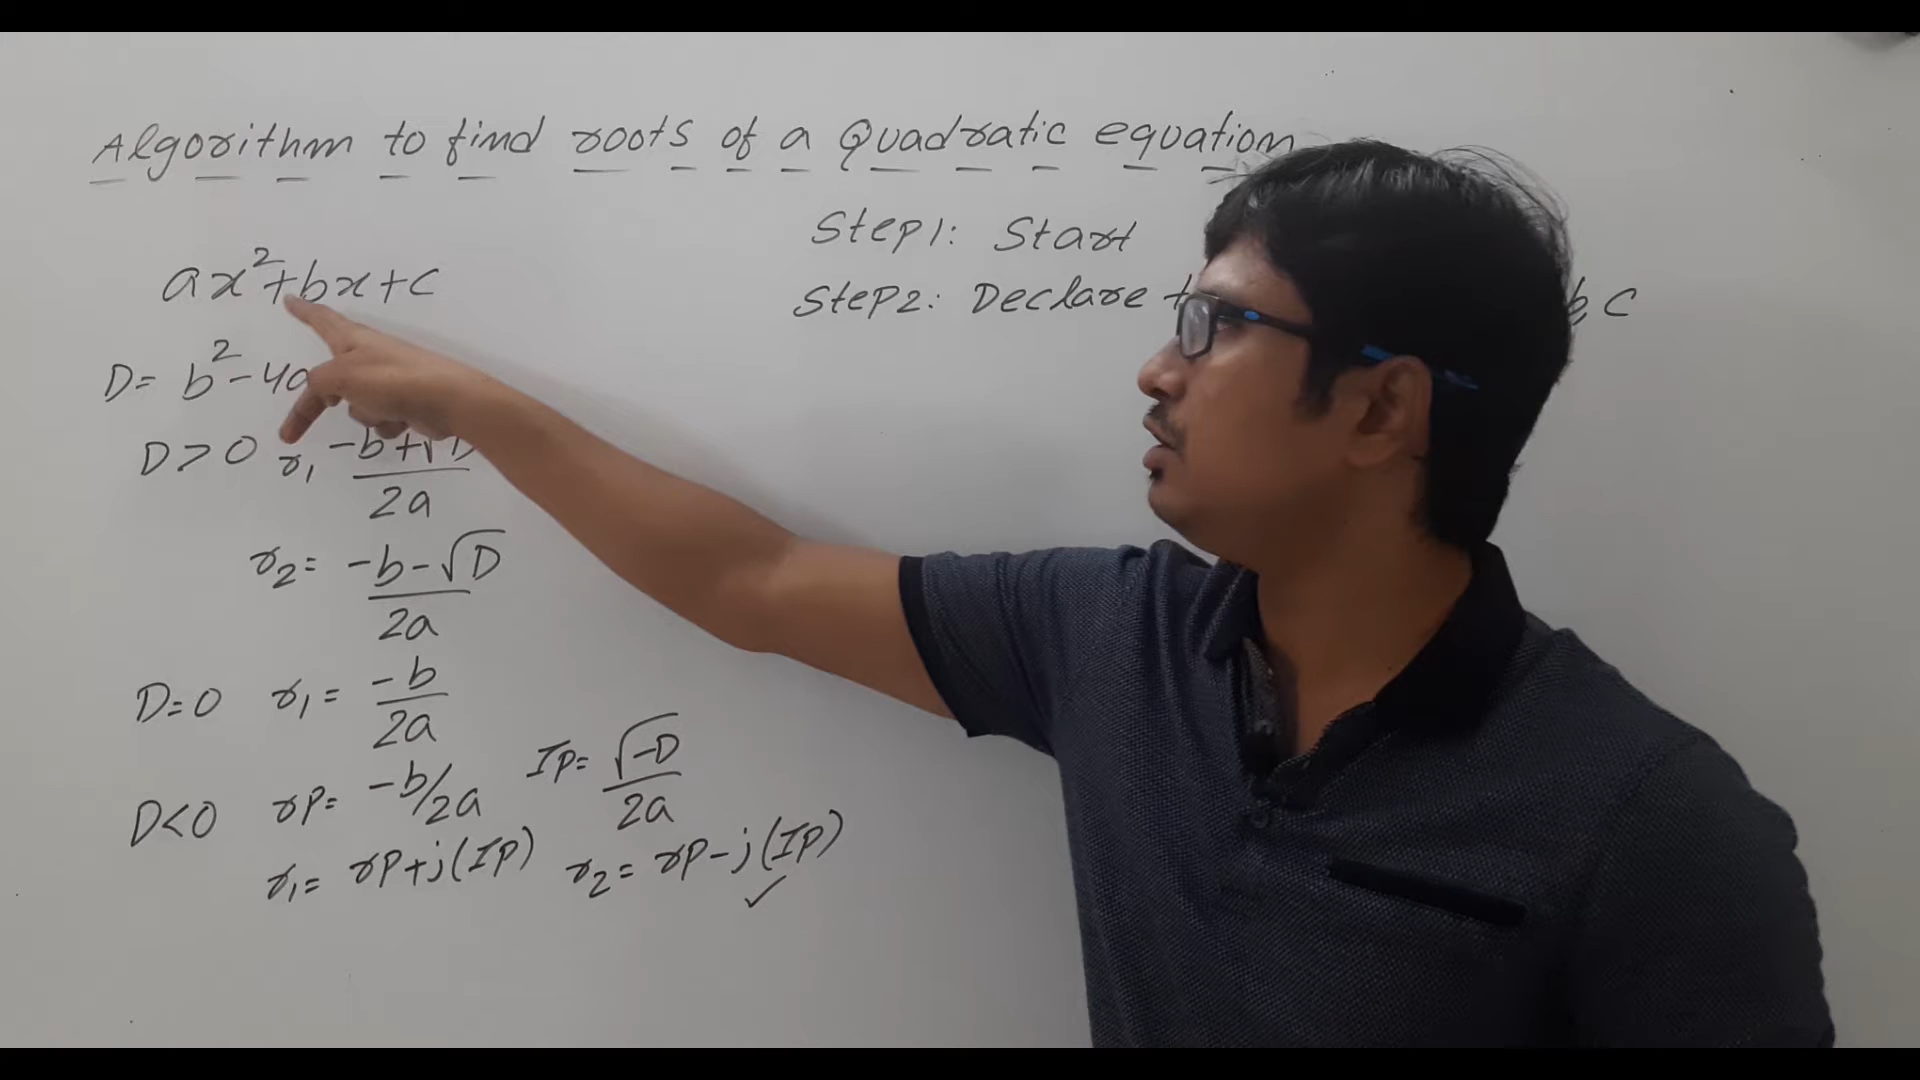 Algorithm to find roots of a Quadratic equation
ax²+bx+c
D= b²-4a
D>0 r₁ -b+√D/2a
r₂= -b-√D/2a
D=0 r₁= -b/2a
D<0 rp= -b/2a Ip= √-D/2a
r₁= rp+j(Ip) r₂= rp-j(Ip) ✓
Step1: Start
Step2: Declare b, c